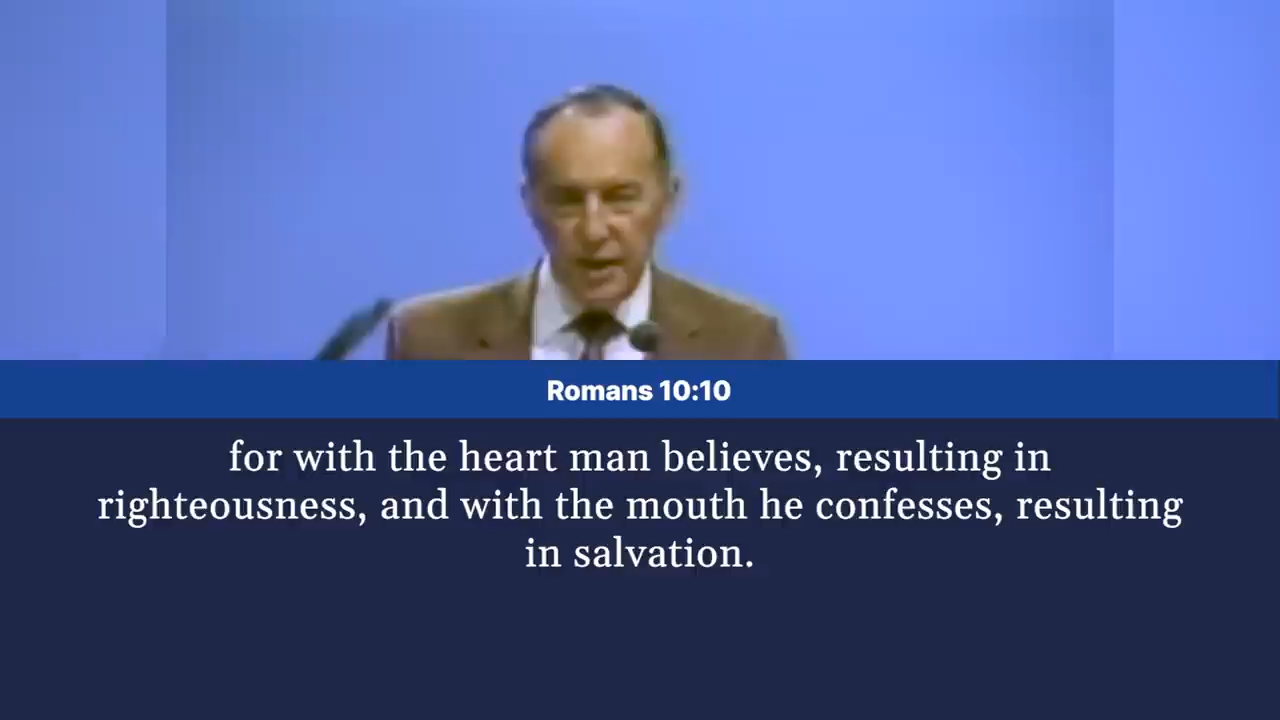 Romans 10:10
for with the heart man believes, resulting in
righteousness, and with the mouth he confesses, resulting
in salvation.